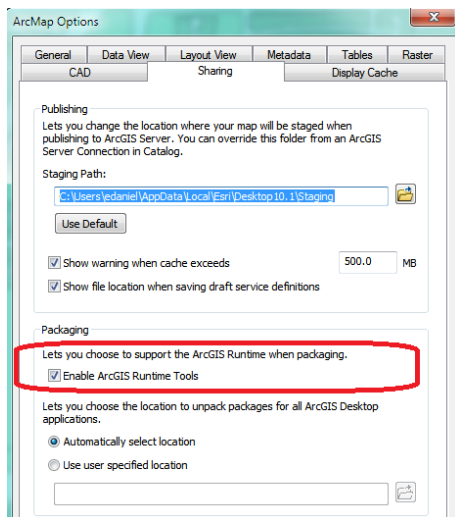 ArcMap Options
General Data View Layout View Metadata Tables Raster
CAD Sharing Display Cache
Publishing
Lets you change the location where your map will be staged when
publishing to ArcGIS Server. You can override this folder from an ArcGIS
Server Connection in Catalog.
Staging Path:
C:\Users\edaniel\AppData\Local\Esri\Desktop10.1\Staging
Use Default
Show warning when cache exceeds 500.0 MB
Show file location when saving draft service definitions
Packaging
Lets you choose to support the ArcGIS Runtime when packaging.
Enable ArcGIS Runtime Tools
Lets you choose the location to unpack packages for all ArcGIS Desktop
applications.
Automatically select location
Use user specified location